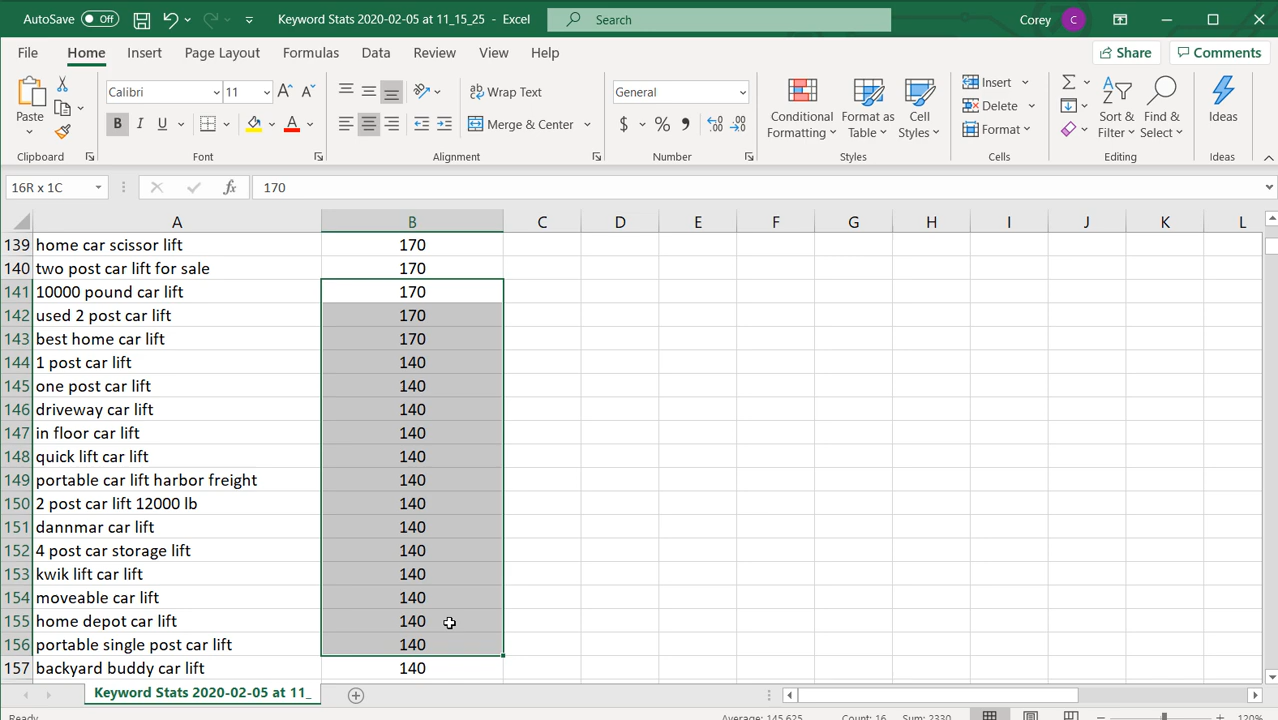 AutoSave Off Keyword Stats 2020-02-05 at 11_15_25 - Excel Search Corey C
File Home Insert Page Layout Formulas Data Review View Help Share Comments
Paste Calibri 11 Wrap Text General Conditional Formatting Format as Table Cell Styles Insert Sort & Filter Find & Select Ideas
B I U A Merge & Center $ % Delete
Format
Clipboard Font Alignment Number Styles Cells Editing Ideas
16R x 1C fx 170
A B C D E F G H I J K L
139 home car scissor lift 170
140 two post car lift for sale 170
141 10000 pound car lift 170
142 used 2 post car lift 170
143 best home car lift 170
144 1 post car lift 140
145 one post car lift 140
146 driveway car lift 140
147 in floor car lift 140
148 quick lift car lift 140
149 portable car lift harbor freight 140
150 2 post car lift 12000 lb 140
151 dannmar car lift 140
152 4 post car storage lift 140
153 kwik lift car lift 140
154 moveable car lift 140
155 home depot car lift 140
156 portable single post car lift 140
157 backyard buddy car lift 140
Keyword Stats 2020-02-05 at 11_
Ready Average: 145.625 Count: 16 Sum: 2330 120%